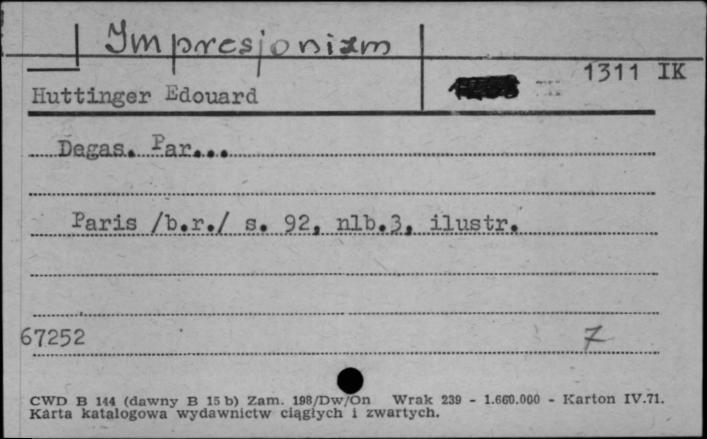 Impresjonizm
1311 IK
Huttinger Edouard
Degas. Par...
Paris /b.r./ s. 92, nlb.3, ilustr.
67252
7
CWD B 144 (dawny B 15 b) Zam. 198/Dw/On Wrak 239 - 1.660.000 - Karton IV.71.
Karta katalogowa wydawnictw ciągłych i zwartych.